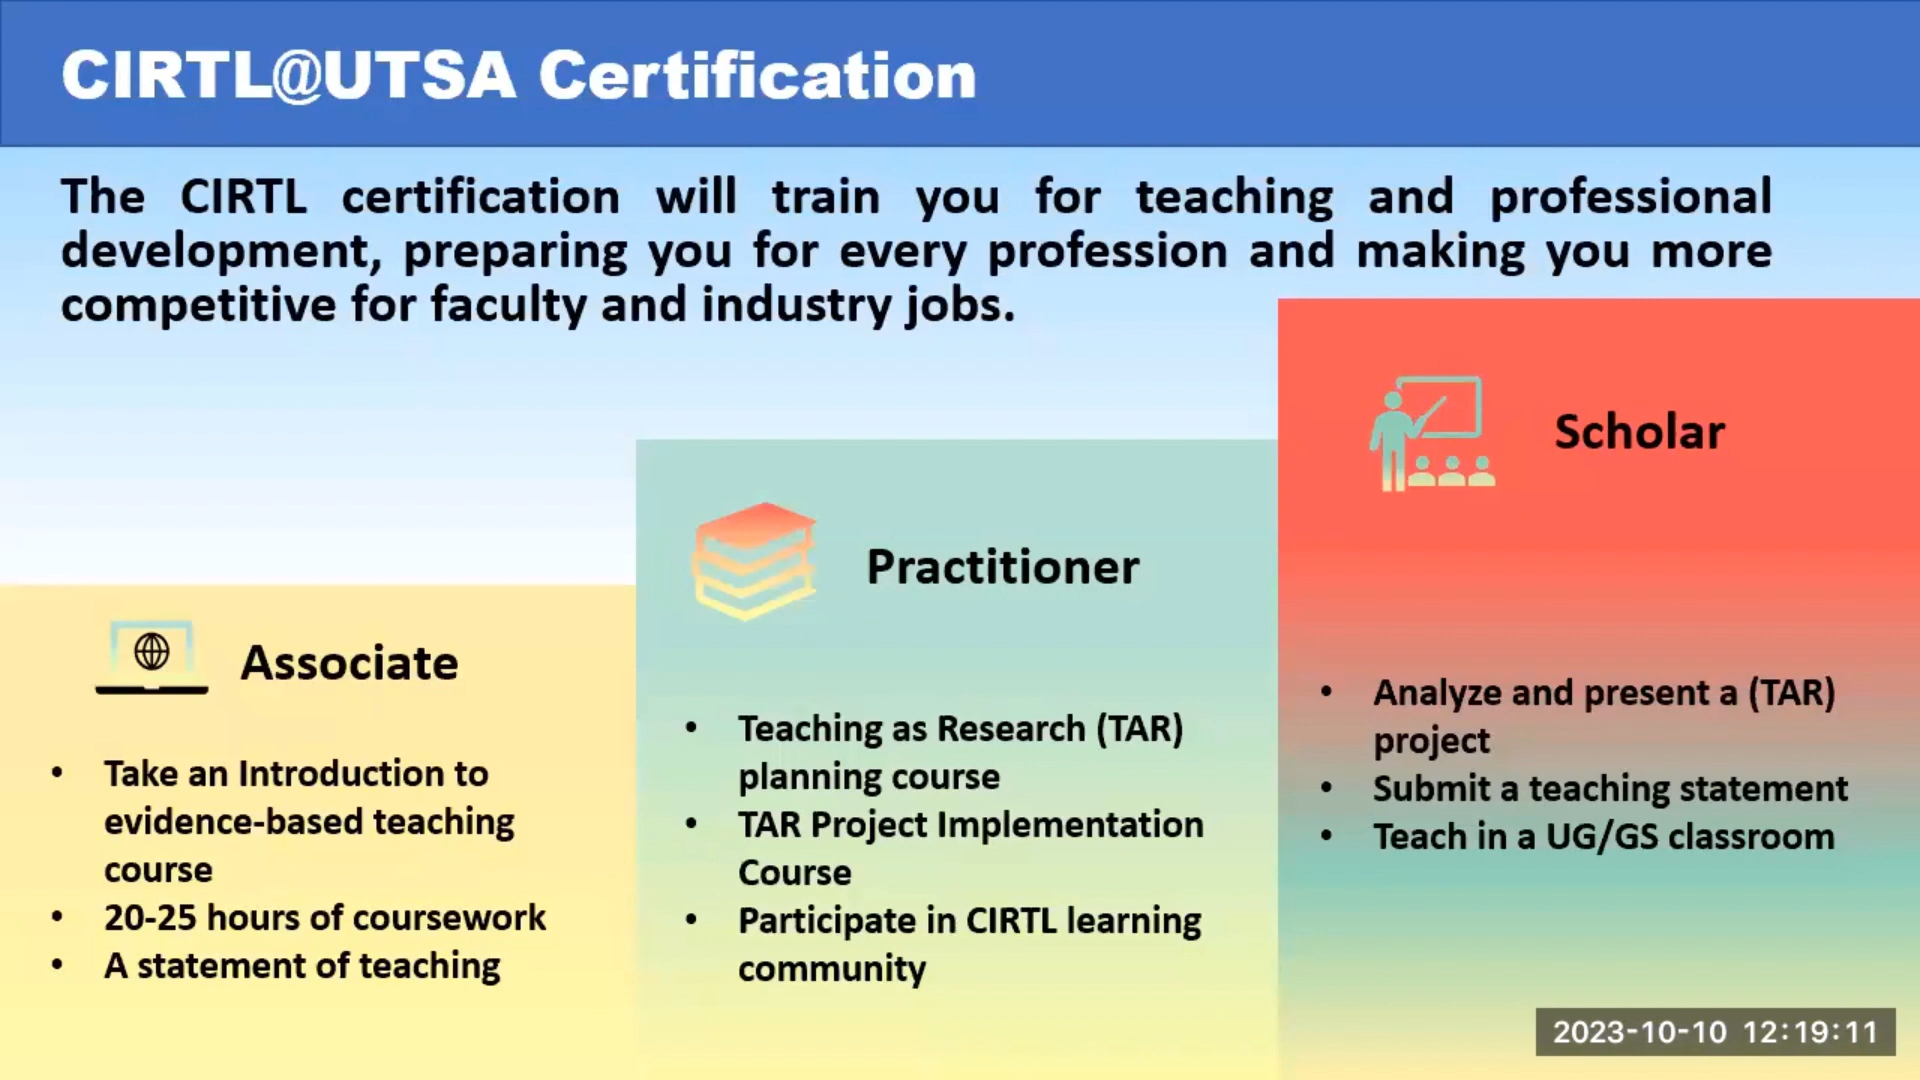 CIRTL@UTSA Certification
The CIRTL certification will train you for teaching and professional
development, preparing you for every profession and making you more
competitive for faculty and industry jobs.
Associate
• Take an Introduction to
evidence-based teaching
course
• 20-25 hours of coursework
• A statement of teaching
Practitioner
• Teaching as Research (TAR)
planning course
• TAR Project Implementation
Course
• Participate in CIRTL learning
community
Scholar
• Analyze and present a (TAR)
project
• Submit a teaching statement
• Teach in a UG/GS classroom
2023-10-10 12:19:11